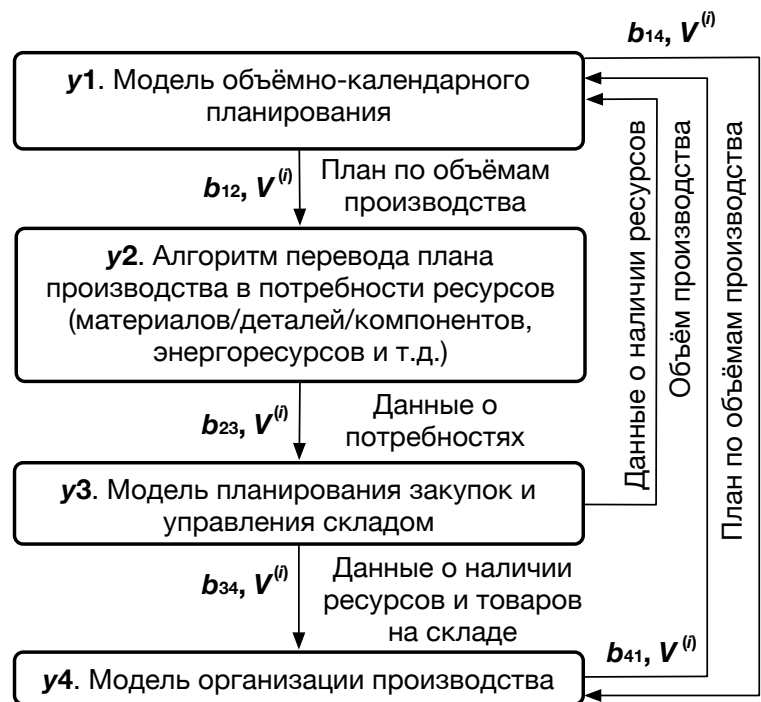 b14, V(i)
y1. Модель объёмно-календарного
планирования
b12, V(i)
План по объёмам
производства
y2. Алгоритм перевода плана
производства в потребности ресурсов
(материалов/деталей/компонентов,
энергоресурсов и т.д.)
b23, V(i)
Данные о
потребностях
y3. Модель планирования закупок и
управления складом
b34, V(i)
Данные о наличии
ресурсов и товаров
на складе
b41, V(i)
y4. Модель организации производства
Данные о наличии ресурсов
Объём производства
План по объёмам производства